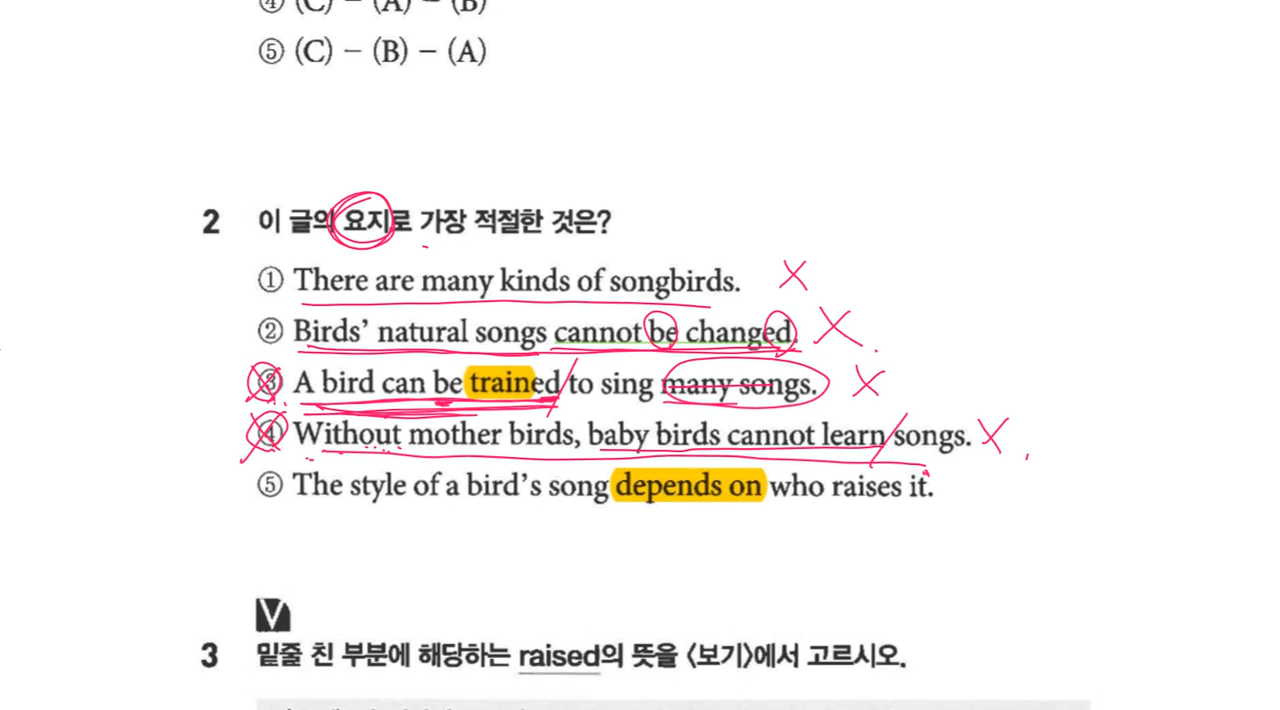 ④ (C) – (A) – (B)
⑤ (C) – (B) – (A)
2 이 글의 요지로 가장 적절한 것은?
① There are many kinds of songbirds. X
② Birds' natural songs cannot be changed. X
③ A bird can be trained to sing many songs. X
④ Without mother birds, baby birds cannot learn songs. X
⑤ The style of a bird's song depends on who raises it.
V
3 밑줄 친 부분에 해당하는 raised의 뜻을 〈보기〉에서 고르시오.